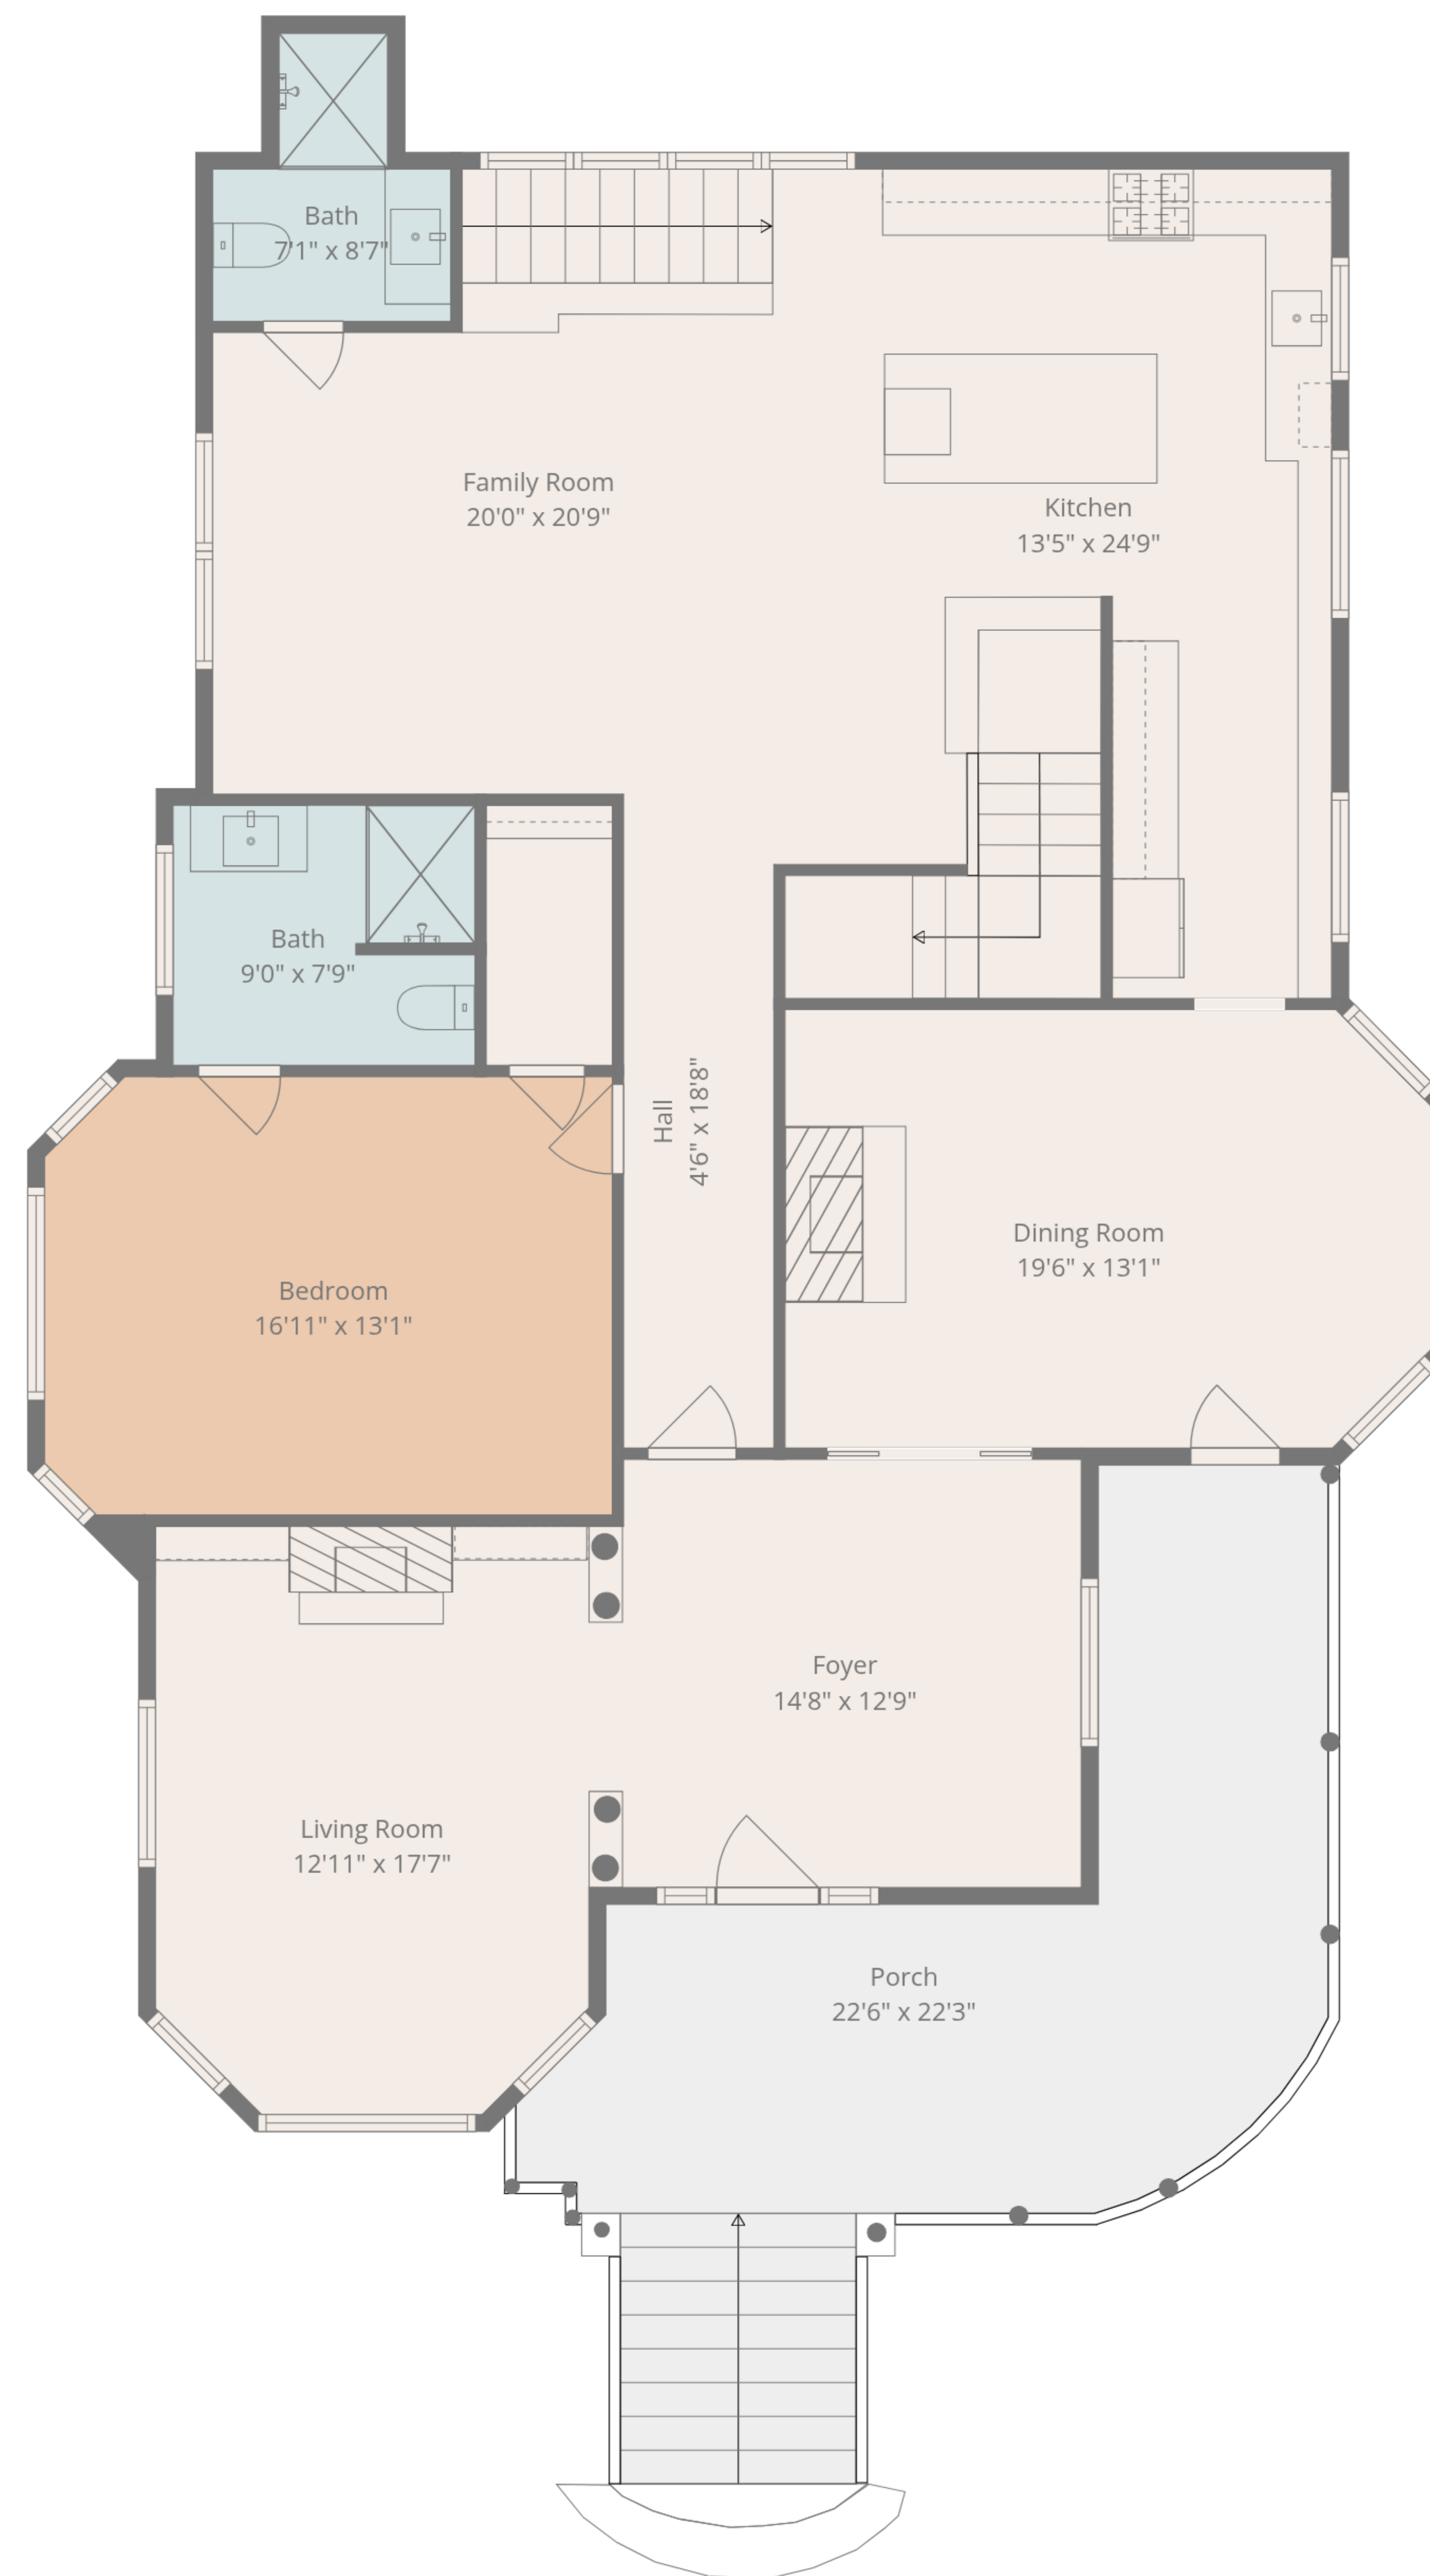 Bath
7'1" x 8'7"
Family Room
20'0" x 20'9"
Kitchen
13'5" x 24'9"
Bath
9'0" x 7'9"
Hall
4'6" x 18'8"
Dining Room
19'6" x 13'1"
Bedroom
16'11" x 13'1"
Foyer
14'8" x 12'9"
Living Room
12'11" x 17'7"
Porch
22'6" x 22'3"